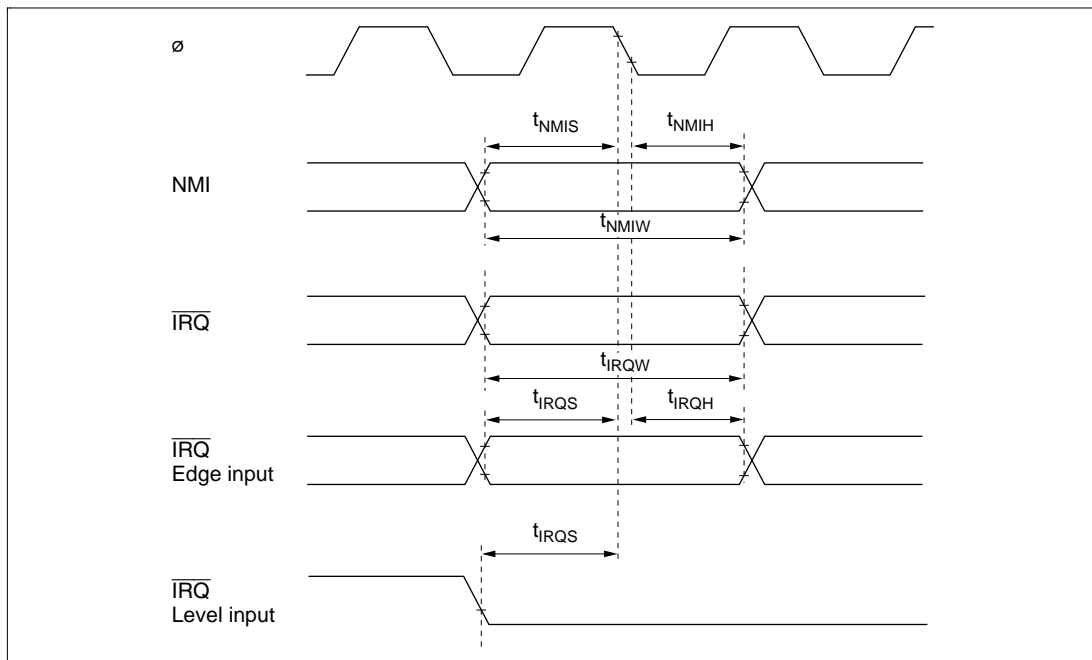 ø
tNMIS tNMIH
NMI
tNMIW
IRQ
tIRQW
tIRQS tIRQH
IRQ
Edge input
tIRQS
IRQ
Level input